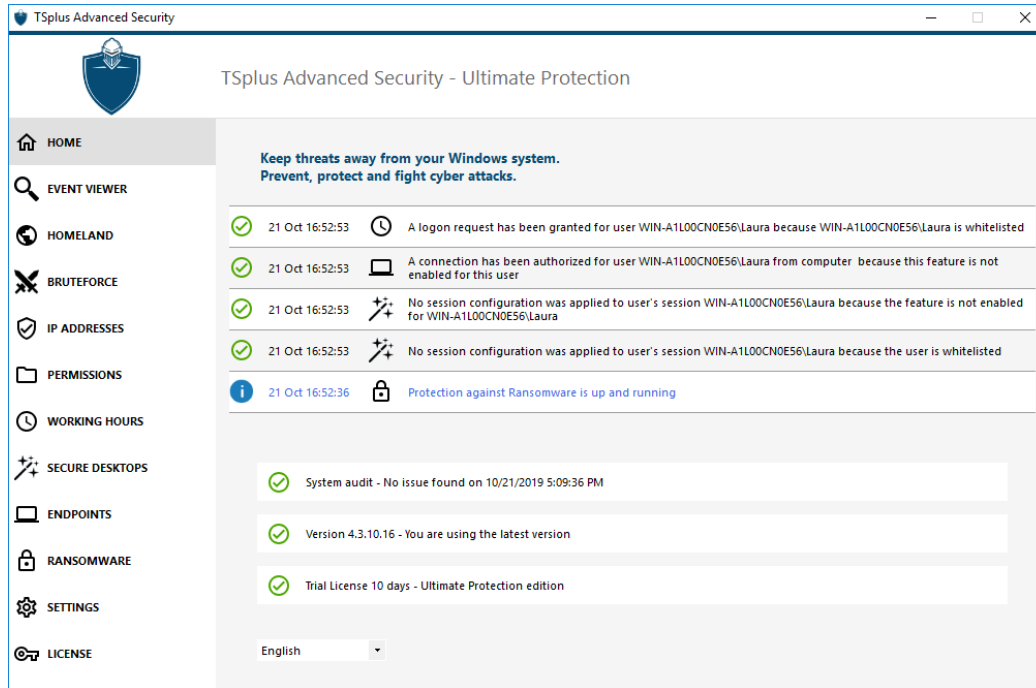 TSplus Advanced Security
TSplus Advanced Security - Ultimate Protection
HOME
EVENT VIEWER
HOMELAND
BRUTEFORCE
IP ADDRESSES
PERMISSIONS
WORKING HOURS
SECURE DESKTOPS
ENDPOINTS
RANSOMWARE
SETTINGS
LICENSE
Keep threats away from your Windows system.
Prevent, protect and fight cyber attacks.
21 Oct 16:52:53 A logon request has been granted for user WIN-A1L00CN0E56\Laura because WIN-A1L00CN0E56\Laura is whitelisted
21 Oct 16:52:53 A connection has been authorized for user WIN-A1L00CN0E56\Laura from computer because this feature is not
enabled for this user
21 Oct 16:52:53 No session configuration was applied to user's session WIN-A1L00CN0E56\Laura because the feature is not enabled
for WIN-A1L00CN0E56\Laura
21 Oct 16:52:53 No session configuration was applied to user's session WIN-A1L00CN0E56\Laura because the user is whitelisted
21 Oct 16:52:36 Protection against Ransomware is up and running
System audit - No issue found on 10/21/2019 5:09:36 PM
Version 4.3.10.16 - You are using the latest version
Trial License 10 days - Ultimate Protection edition
English